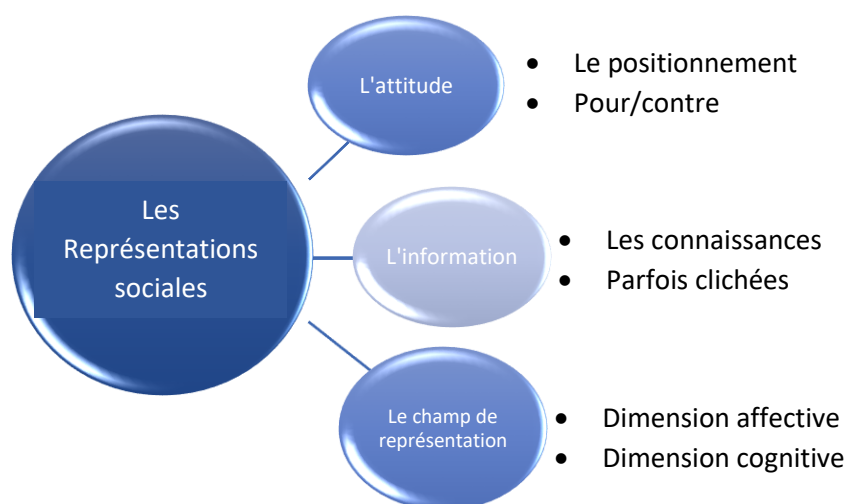 L'attitude
• Le positionnement
• Pour/contre
Les
Représentations
sociales
L'information
• Les connaissances
• Parfois clichées
Le champ de
représentation
• Dimension affective
• Dimension cognitive